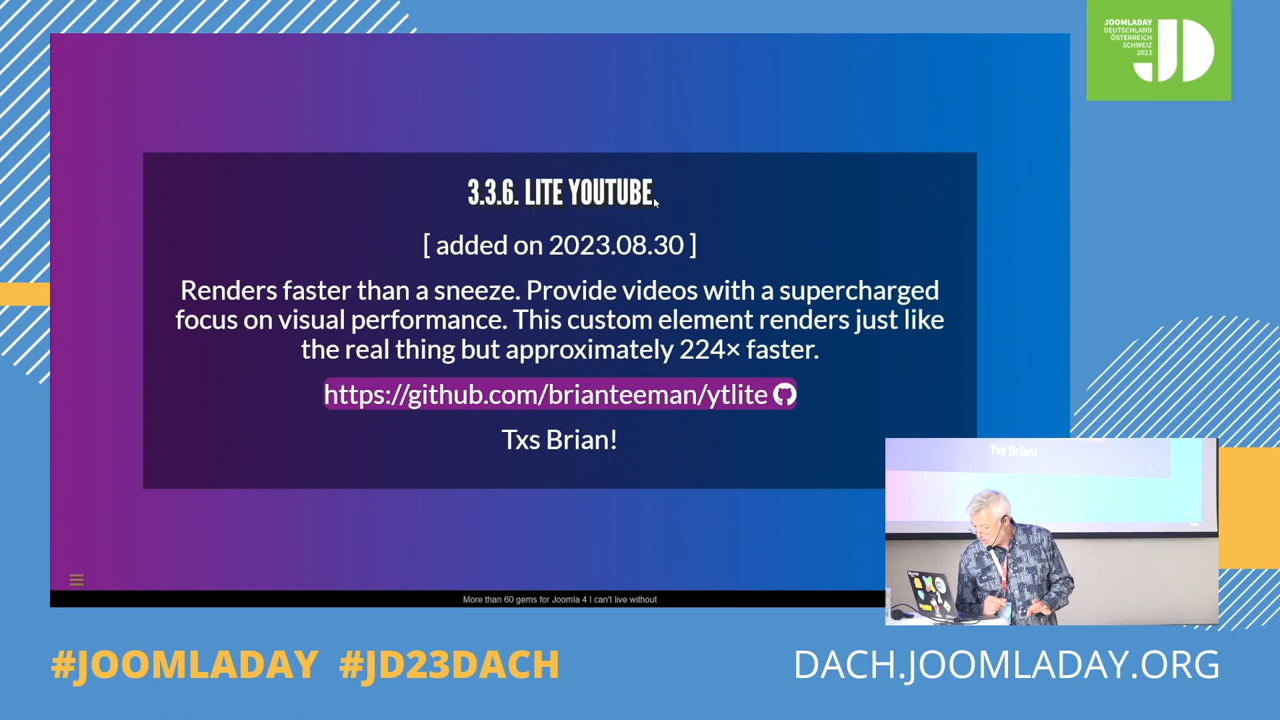 JOOMLADAY
DEUTSCHLAND
ÖSTERREICH
SCHWEIZ
2023
JD
3.3.6. LITE YOUTUBE
[ added on 2023.08.30 ]
Renders faster than a sneeze. Provide videos with a supercharged
focus on visual performance. This custom element renders just like
the real thing but approximately 224× faster.
https://github.com/brianteeman/ytlite
Txs Brian!
Txs Brian!
More than 60 gems for Joomla 4 I can't live without
#JOOMLADAY #JD23DACH
DACH.JOOMLADAY.ORG